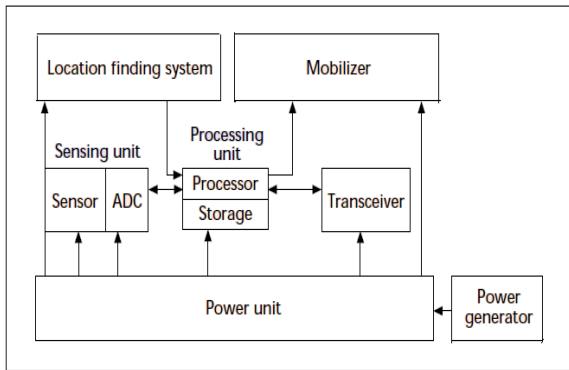 Location finding system
Mobilizer
Sensing unit
Processing
unit
Sensor
ADC
Processor
Storage
Transceiver
Power unit
Power
generator